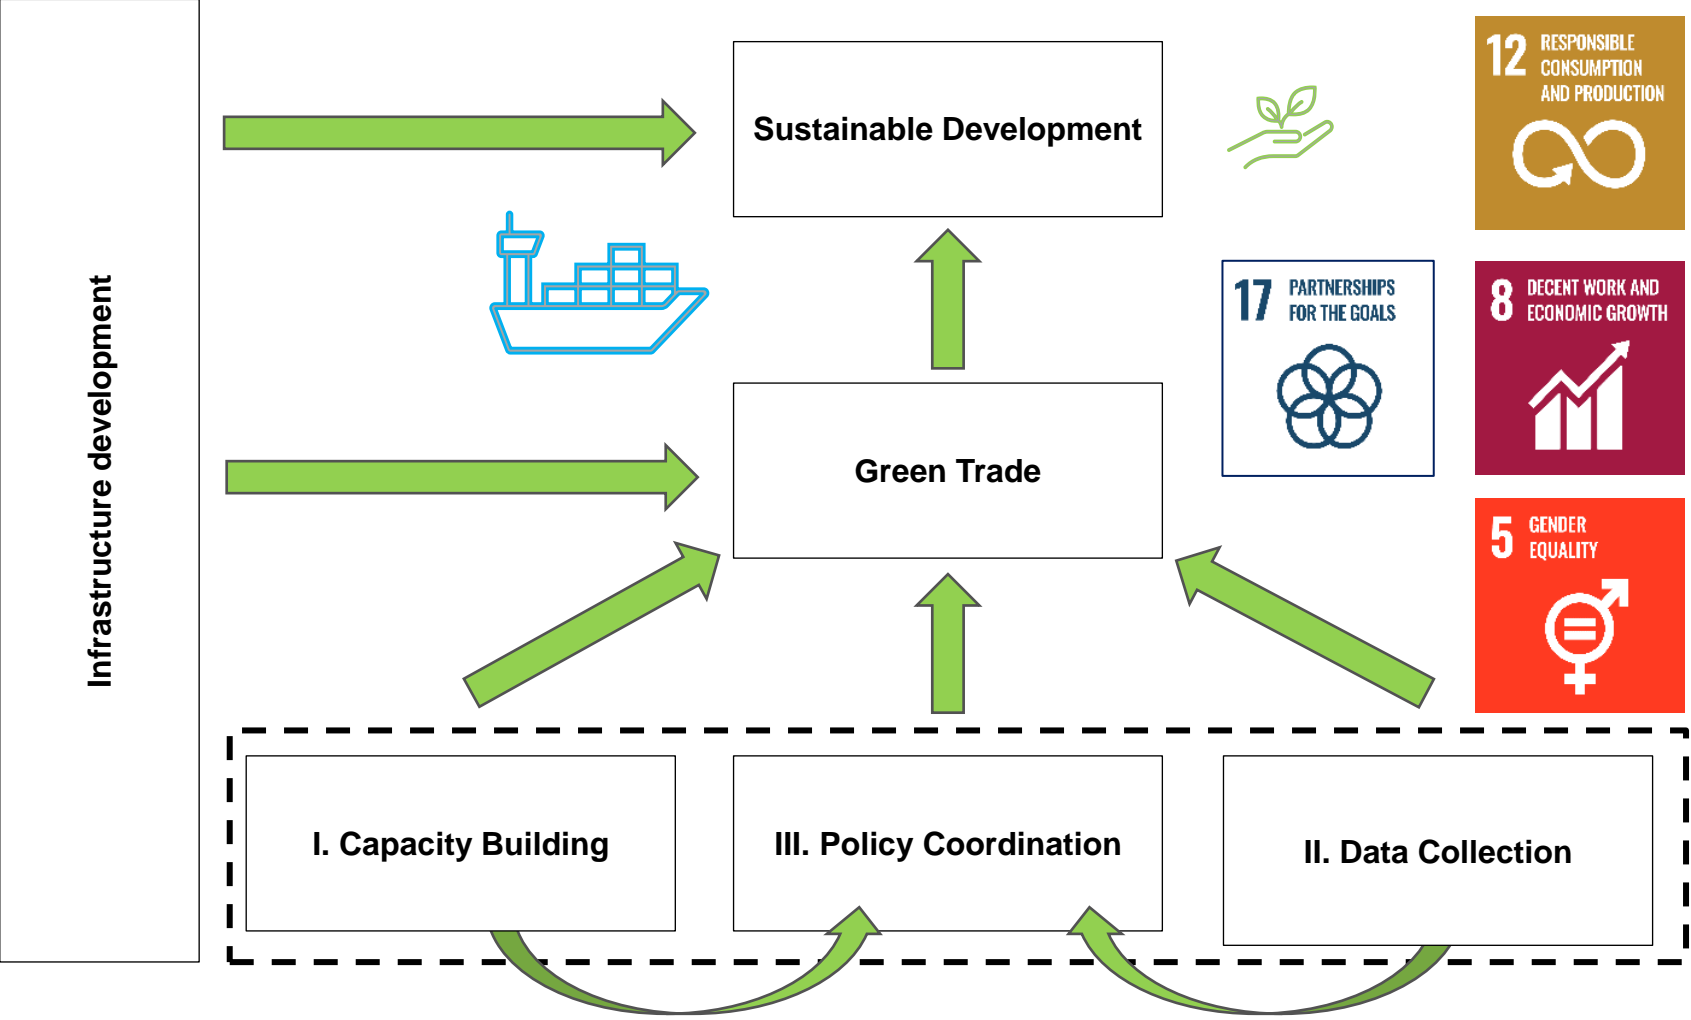 Infrastructure development
Sustainable Development
12 RESPONSIBLE
CONSUMPTION
AND PRODUCTION
17 PARTNERSHIPS
FOR THE GOALS
8 DECENT WORK AND
ECONOMIC GROWTH
Green Trade
5 GENDER
EQUALITY
I. Capacity Building
III. Policy Coordination
II. Data Collection